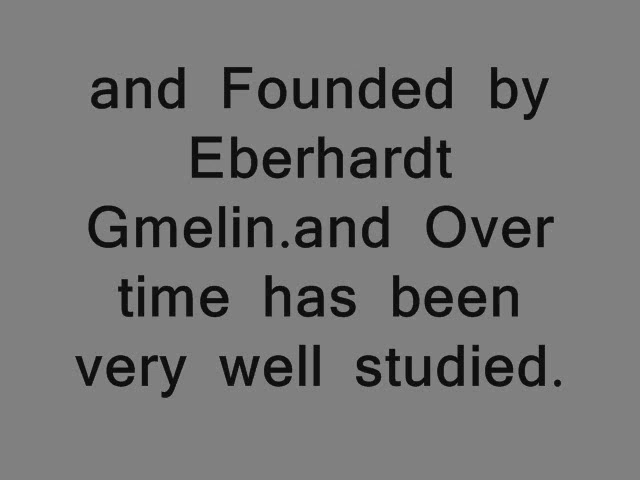 and Founded by
Eberhardt
Gmelin.and Over
time has been
very well studied.